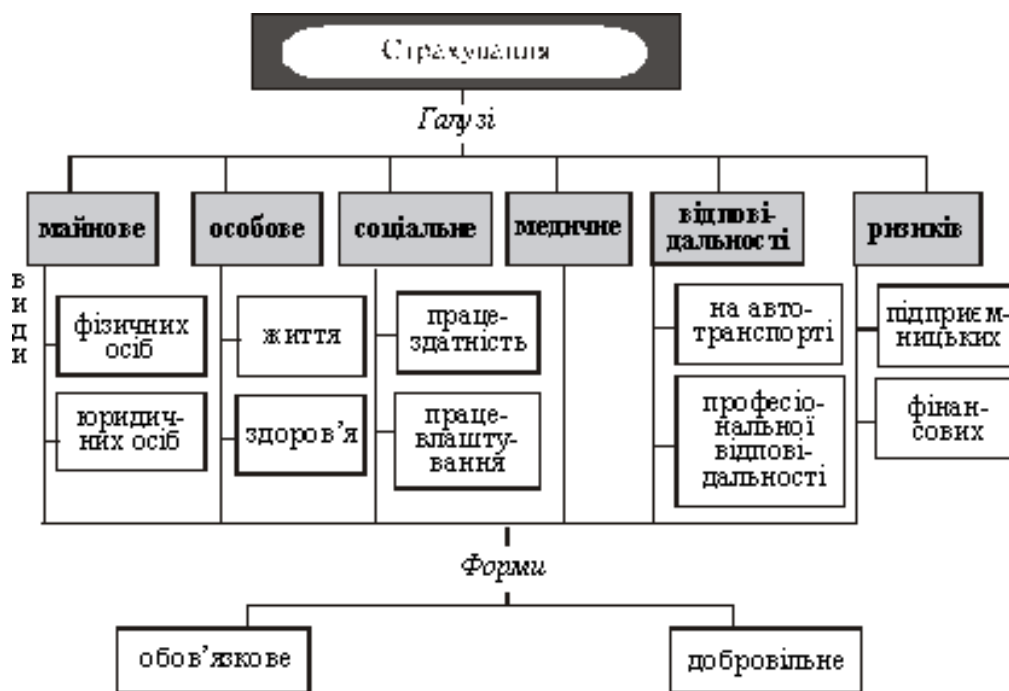 Страхування
Галузі
майнове
особове
соціальне
медичне
відпові-
дальності
ризиків
види
фізичних
осіб
життя
праце-
здатність
на авто-
транспорті
підприєм-
ницьких
юридич-
них осіб
здоров’я
праце-
влашту-
вання
професіо-
нальної
відпові-
дальності
фінан-
сових
Форми
обов’язкове
добровільне